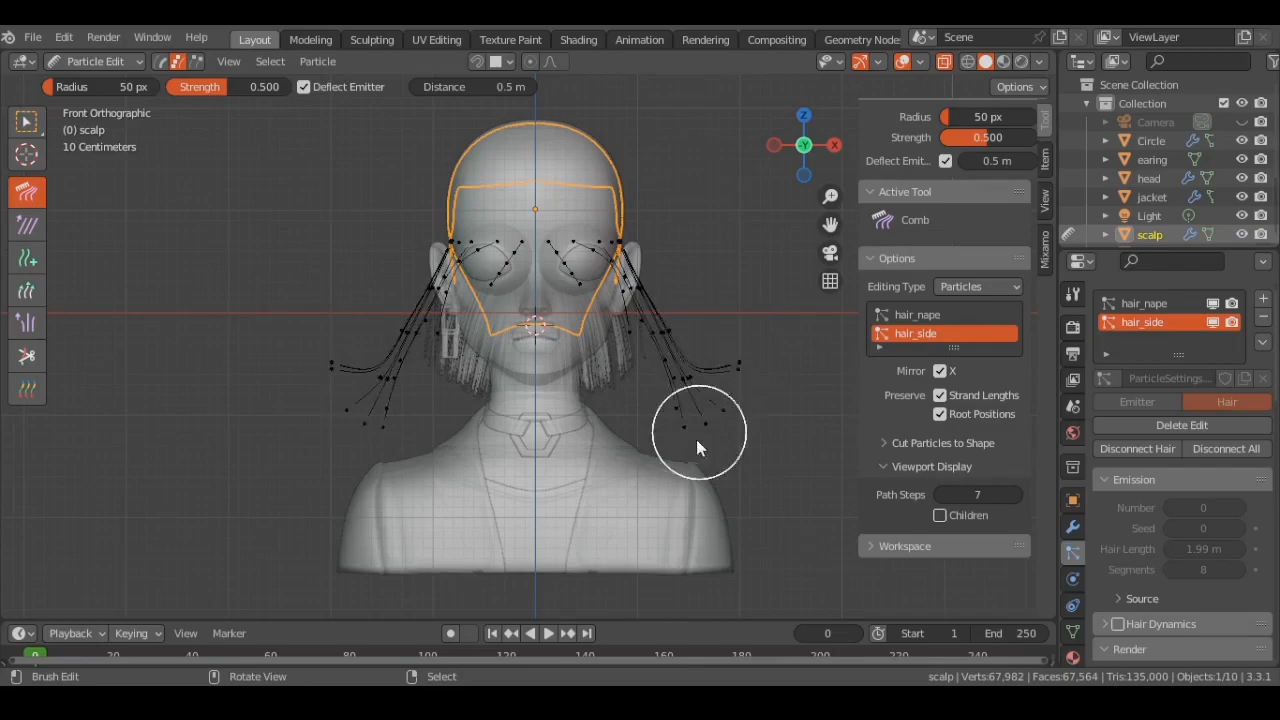 File Edit Render Window Help Layout Modeling Sculpting UV Editing Texture Paint Shading Animation Rendering Compositing Geometry Node Scene ViewLayer
Particle Edit View Select Particle
Radius 50 px Strength 0.500 Deflect Emitter Distance 0.5 m Options
Front Orthographic
(0) scalp
10 Centimeters
Z
X
-Y
Radius 50 px
Strength 0.500
Deflect Emit... 0.5 m
Active Tool
Comb
Options
Editing Type Particles
hair_nape
hair_side
Mirror X
Preserve Strand Lengths
Root Positions
Cut Particles to Shape
Viewport Display
Path Steps 7
Children
Workspace
Tool
Item
View
Mixamo
Scene Collection
Collection
Camera
Circle
earing
head
jacket
Light
scalp
hair_nape
hair_side
ParticleSettings...
Emitter Hair
Delete Edit
Disconnect Hair Disconnect All
Emission
Number 0
Seed 0
Hair Length 1.99 m
Segments 8
Source
Hair Dynamics
Render
Playback Keying View Marker 0 Start 1 End 250
0 20 80 100 120 140 160 180 200 220 240
Brush Edit Rotate View Select scalp | Verts:67,982 | Faces:67,564 | Tris:135,000 | Objects:1/10 | 3.3.1